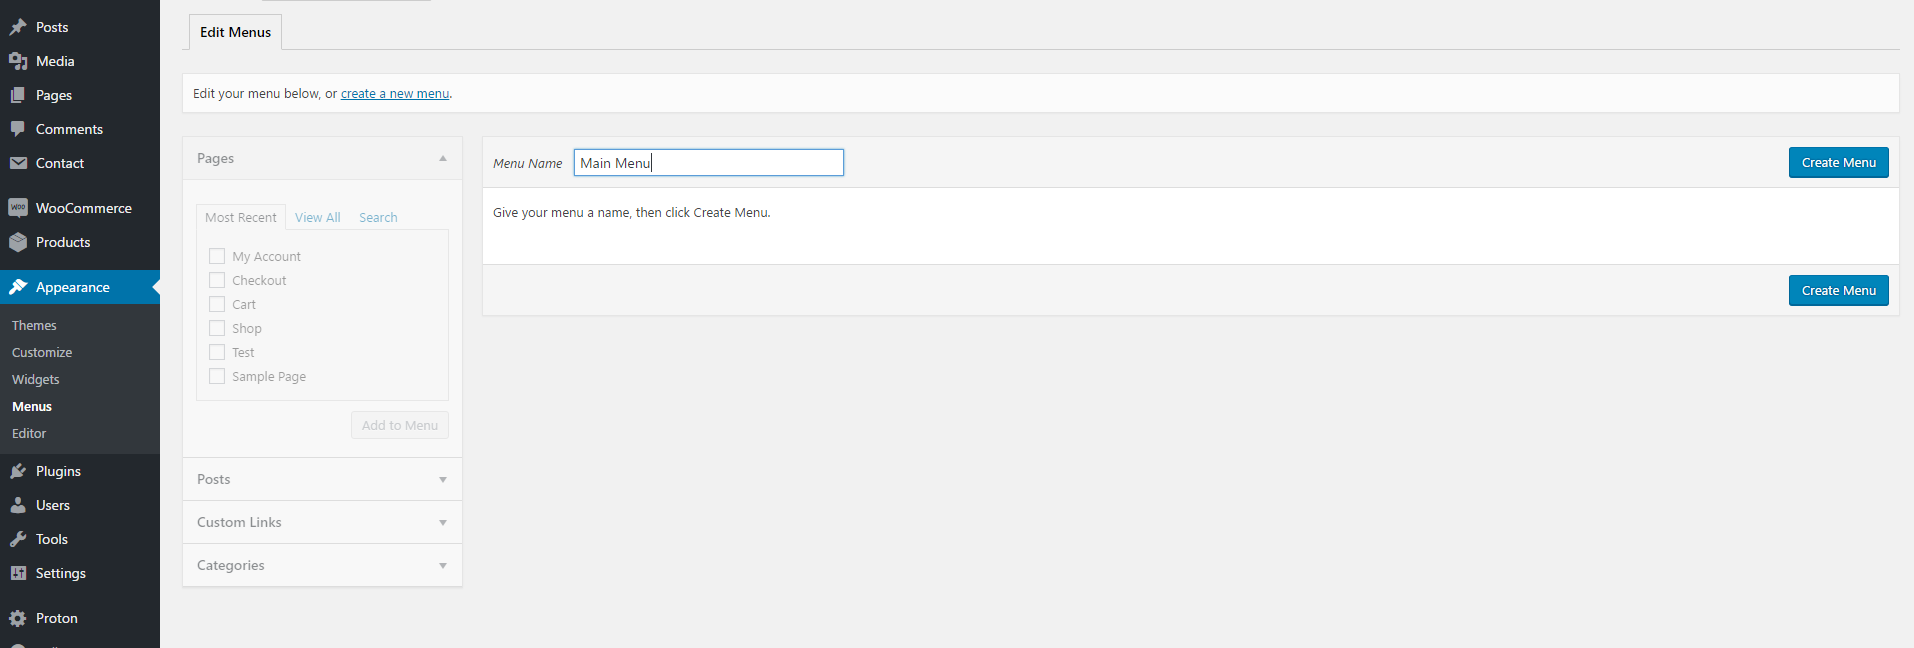 Posts
Media
Pages
Comments
Contact
WOO WooCommerce
Products
Appearance
Themes
Customize
Widgets
Menus
Editor
Plugins
Users
Tools
Settings
Proton
Edit Menus
Edit your menu below, or create a new menu.
Pages
Most Recent View All Search
My Account
Checkout
Cart
Shop
Test
Sample Page
Add to Menu
Posts
Custom Links
Categories
Menu Name Main Menu Create Menu
Give your menu a name, then click Create Menu.
Create Menu